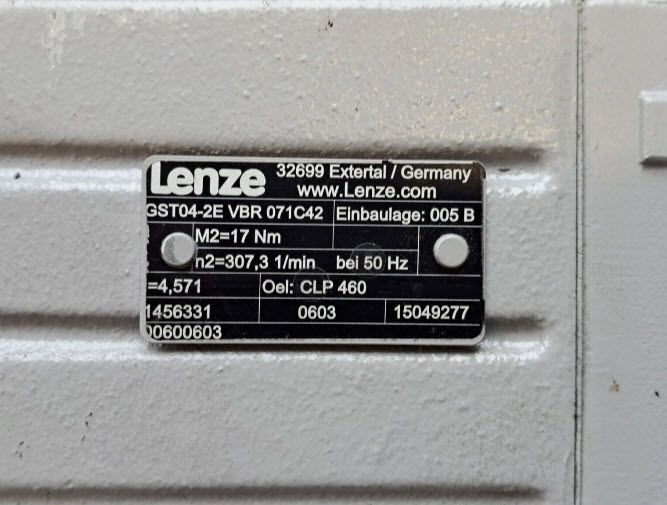 Lenze 32699 Extertal / Germany
www.Lenze.com
GST04-2E VBR 071C42 Einbaulage: 005 B
M2=17 Nm
n2=307,3 1/min bei 50 Hz
=4,571 Oel: CLP 460
1456331 0603 15049277
00600603